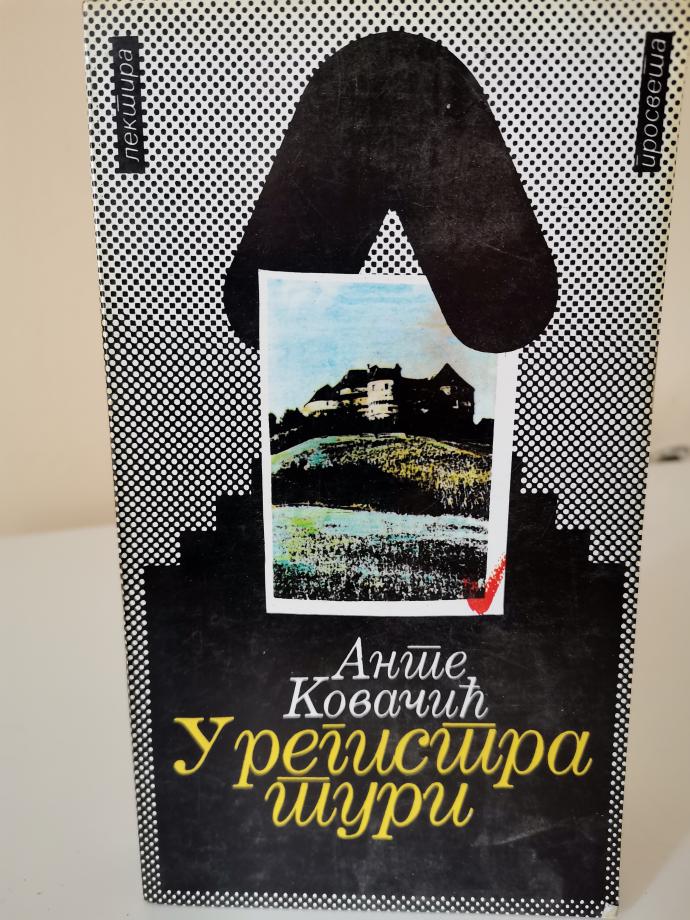 лектира
просвета
Анте
Ковачић
У регистра
тури